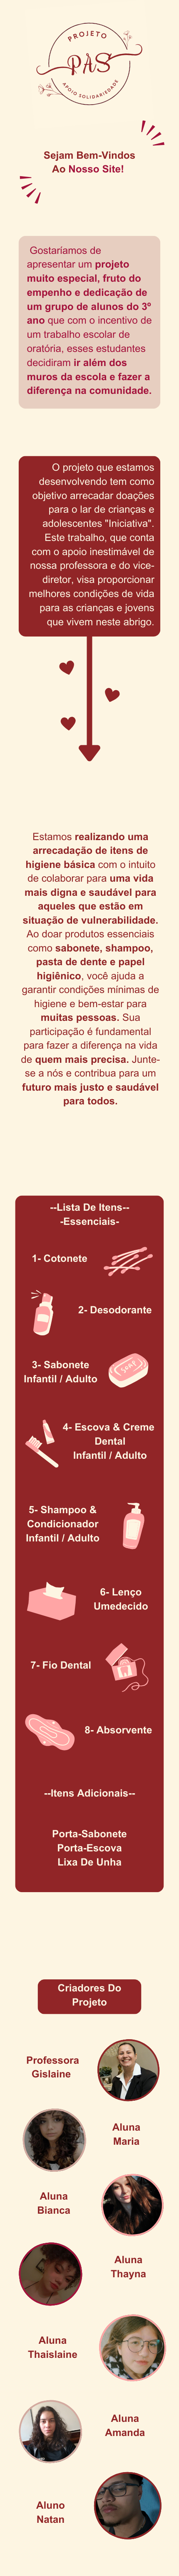 PROJETO
PAS
APOIO SOLIDARIEDADE
Sejam Bem-Vindos
Ao Nosso Site!
Gostaríamos de
apresentar um projeto
muito especial, fruto do
empenho e dedicação de
um grupo de alunos do 3º
ano que com o incentivo de
um trabalho escolar de
oratória, esses estudantes
decidiram ir além dos
muros da escola e fazer a
diferença na comunidade.
O projeto que estamos
desenvolvendo tem como
objetivo arrecadar doações
para o lar de crianças e
adolescentes "Iniciativa".
Este trabalho, que conta
com o apoio inestimável de
nossa professora e do vice-
diretor, visa proporcionar
melhores condições de vida
para as crianças e jovens
que vivem neste abrigo.
Estamos realizando uma
arrecadação de itens de
higiene básica com o intuito
de colaborar para uma vida
mais digna e saudável para
aqueles que estão em
situação de vulnerabilidade.
Ao doar produtos essenciais
como sabonete, shampoo,
pasta de dente e papel
higiênico, você ajuda a
garantir condições mínimas de
higiene e bem-estar para
muitas pessoas. Sua
participação é fundamental
para fazer a diferença na vida
de quem mais precisa. Junte-
se a nós e contribua para um
futuro mais justo e saudável
para todos.
--Lista De Itens--
-Essenciais-
1- Cotonete
2- Desodorante
3- Sabonete
Infantil / Adulto
SOAP
4- Escova & Creme
Dental
Infantil / Adulto
5- Shampoo &
Condicionador
Infantil / Adulto
6- Lenço
Umedecido
7- Fio Dental
8- Absorvente
--Itens Adicionais--
Porta-Sabonete
Porta-Escova
Lixa De Unha
Criadores Do
Projeto
Professora
Gislaine
Aluna
Maria
Aluna
Bianca
Aluna
Thayna
Aluna
Thaislaine
Aluna
Amanda
Aluno
Natan